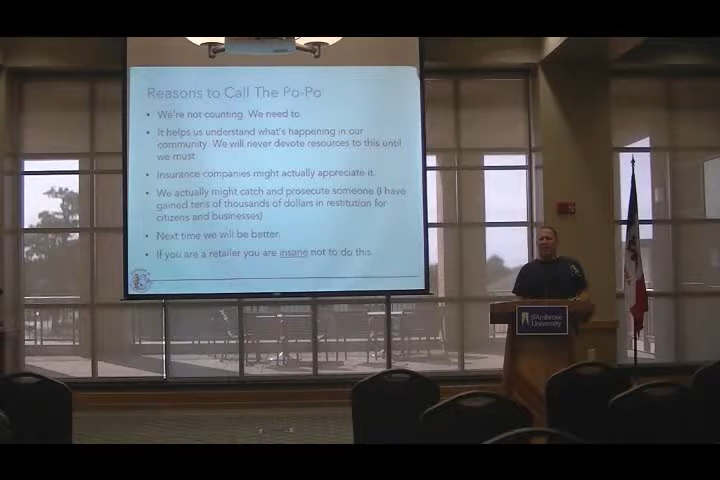 Reasons to Call The Po-Po
• We're not counting. We need to.
• It helps us understand what's happening in our
community. We will never devote resources to this until
we must.
• Insurance companies might actually appreciate it.
• We actually might catch and prosecute someone (I have
gained tens of thousands of dollars in restitution for
citizens and businesses)
• Next time we will be better.
• If you are a retailer you are insane not to do this.
St. Ambrose
University